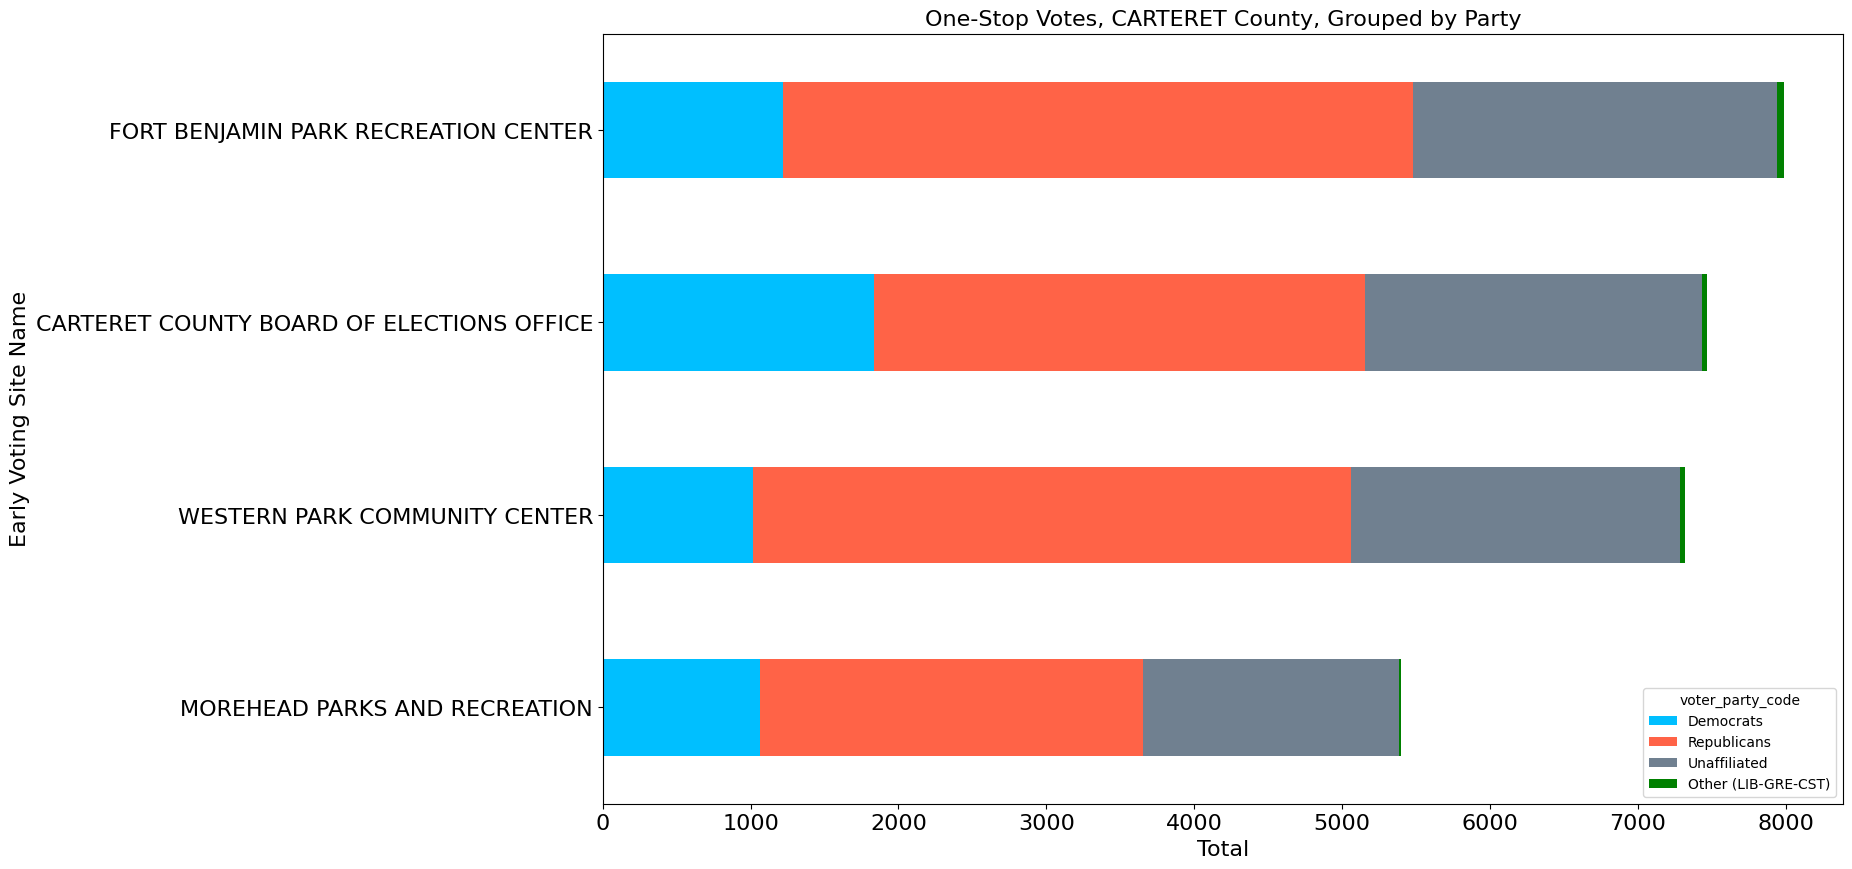 One-Stop Votes, CARTERET County, Grouped by Party
Early Voting Site Name
FORT BENJAMIN PARK RECREATION CENTER
CARTERET COUNTY BOARD OF ELECTIONS OFFICE
WESTERN PARK COMMUNITY CENTER
MOREHEAD PARKS AND RECREATION
voter_party_code
Democrats
Republicans
Unaffiliated
Other (LIB-GRE-CST)
0 1000 2000 3000 4000 5000 6000 7000 8000
Total